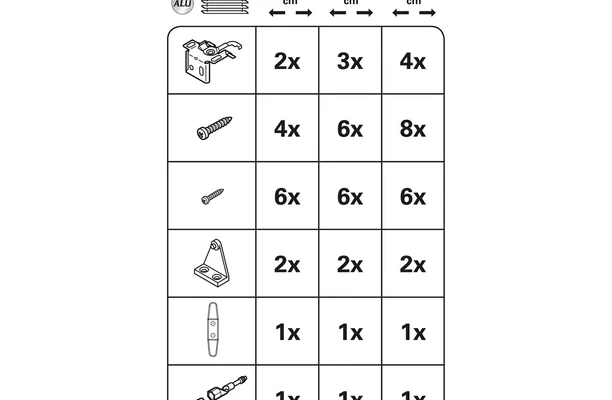 ALU
cm cm cm
2x 3x 4x
4x 6x 8x
6x 6x 6x
2x 2x 2x
1x 1x 1x
1x 1x 1x